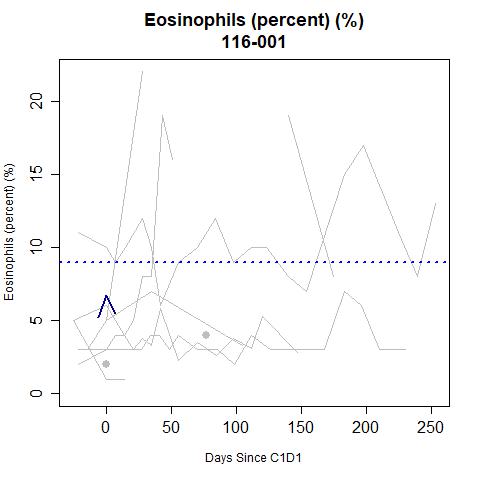 Eosinophils (percent) (%)
116-001
Eosinophils (percent) (%)
20
15
10
5
0
0 50 100 150 200 250
Days Since C1D1